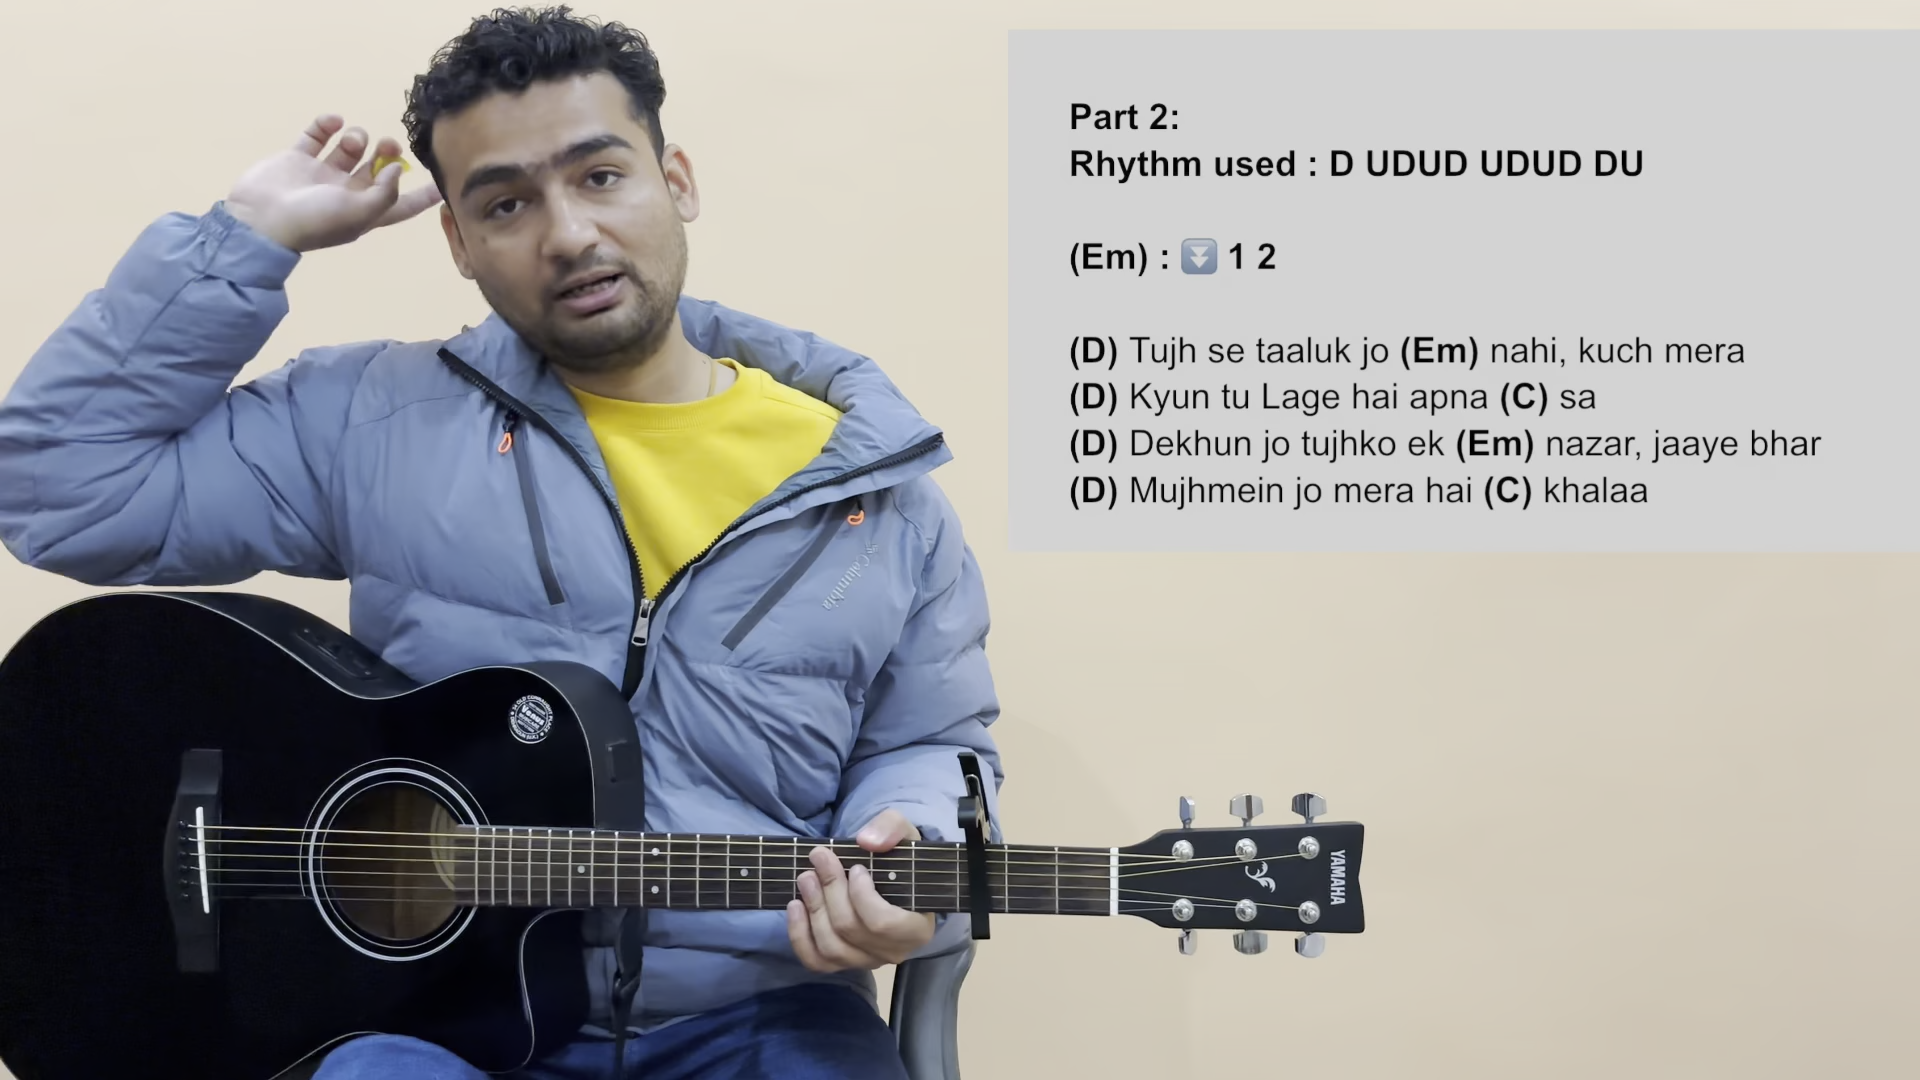 Part 2:
Rhythm used : D UDUD UDUD DU
(Em) : ⏬ 1 2
(D) Tujh se taaluk jo (Em) nahi, kuch mera
(D) Kyun tu Lage hai apna (C) sa
(D) Dekhun jo tujhko ek (Em) nazar, jaaye bhar
(D) Mujhmein jo mera hai (C) khalaa
Columbia
Venus
YAMAHA